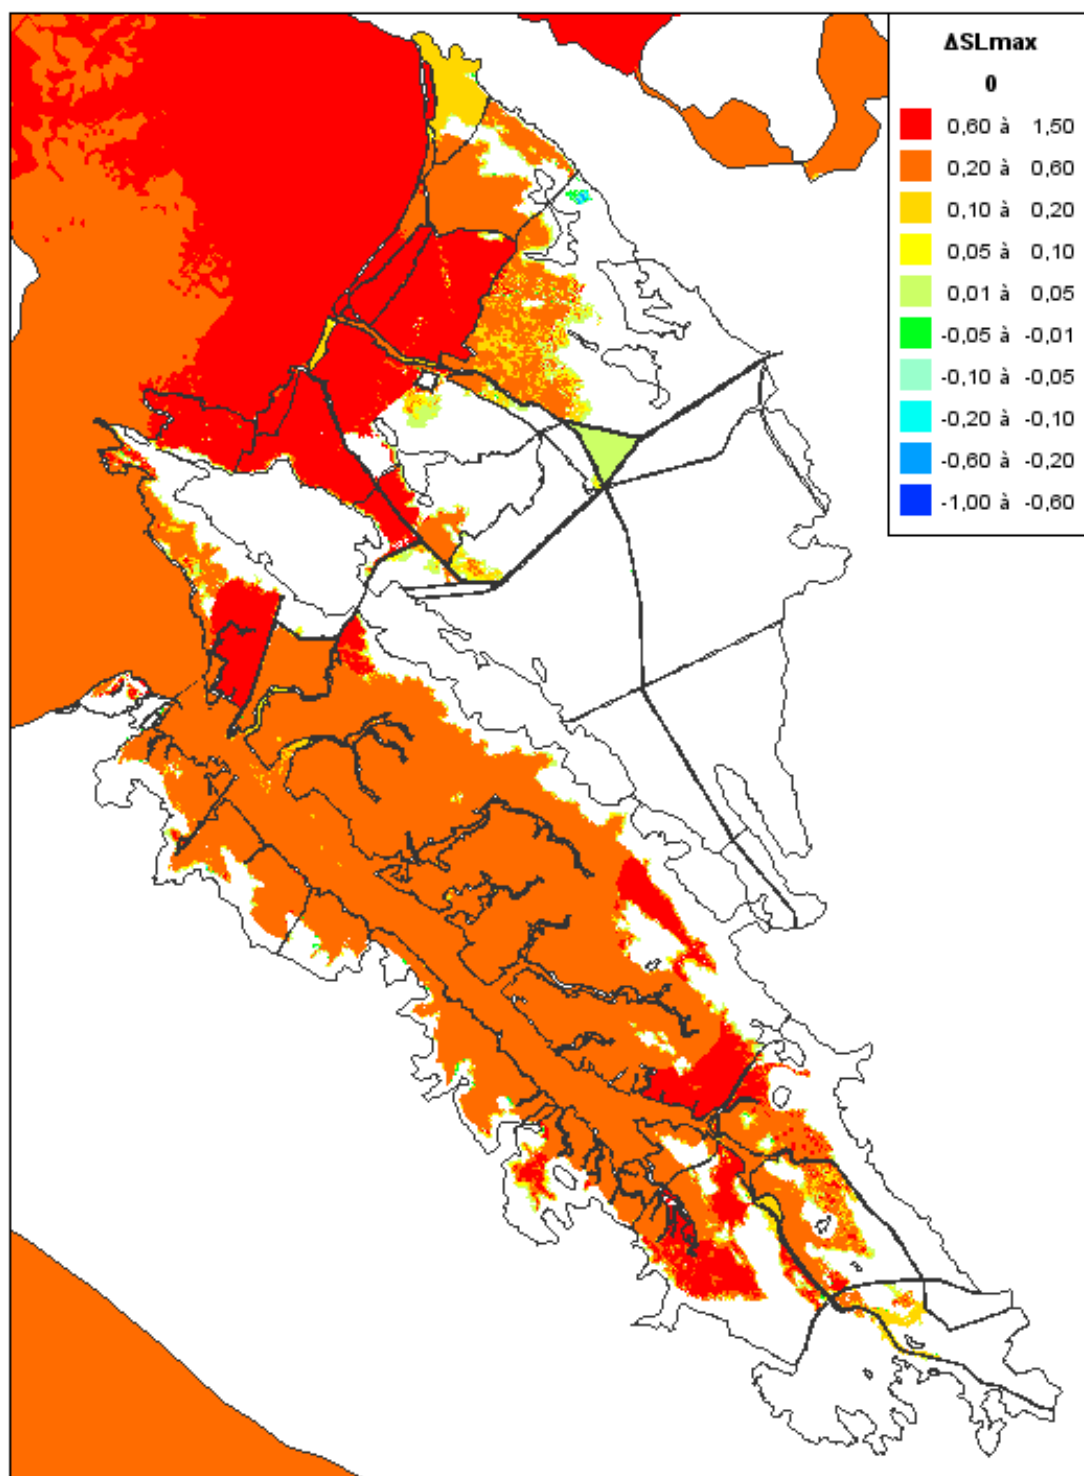 ΔSLmax
0
0,60 à 1,50
0,20 à 0,60
0,10 à 0,20
0,05 à 0,10
0,01 à 0,05
-0,05 à -0,01
-0,10 à -0,05
-0,20 à -0,10
-0,60 à -0,20
-1,00 à -0,60